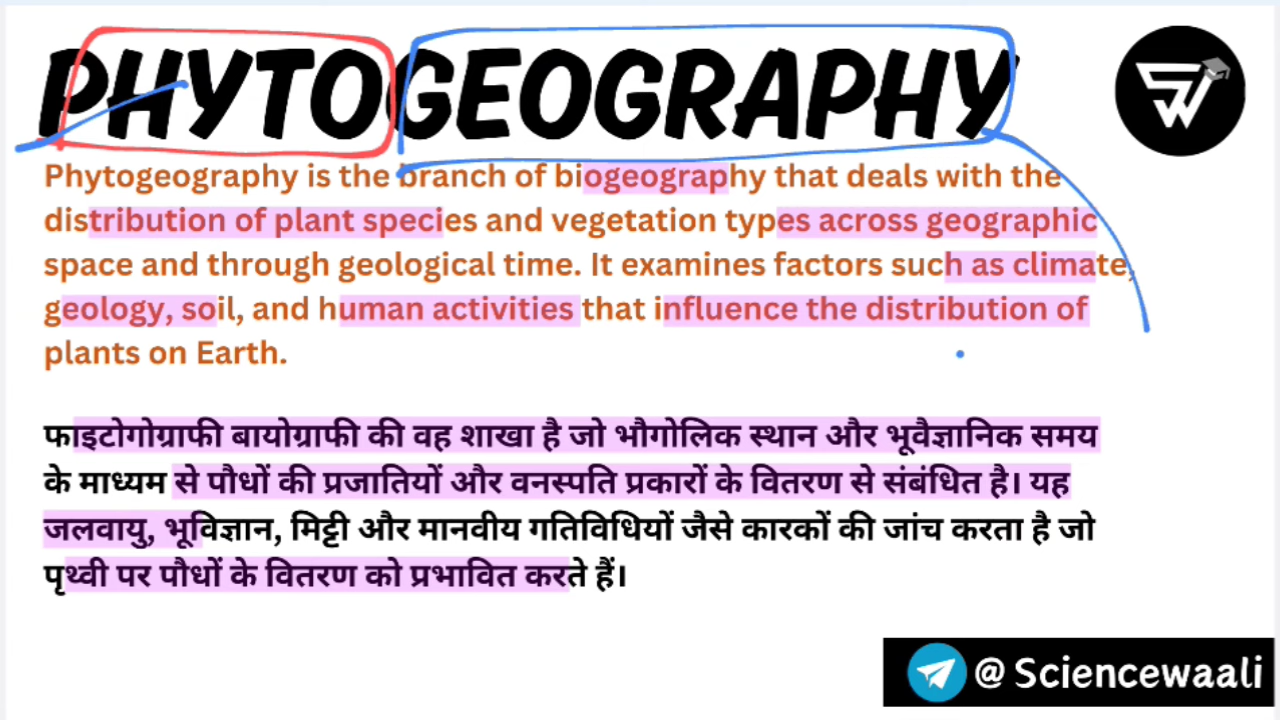 PHYTOGEOGRAPHY
SW
Phytogeography is the branch of biogeography that deals with the
distribution of plant species and vegetation types across geographic
space and through geological time. It examines factors such as climate,
geology, soil, and human activities that influence the distribution of
plants on Earth.
फाइटोगोग्राफी बायोग्राफी की वह शाखा है जो भौगोलिक स्थान और भूवैज्ञानिक समय
के माध्यम से पौधों की प्रजातियों और वनस्पति प्रकारों के वितरण से संबंधित है। यह
जलवायु, भूविज्ञान, मिट्टी और मानवीय गतिविधियों जैसे कारकों की जांच करता है जो
पृथ्वी पर पौधों के वितरण को प्रभावित करते हैं।
@ Sciencewaali